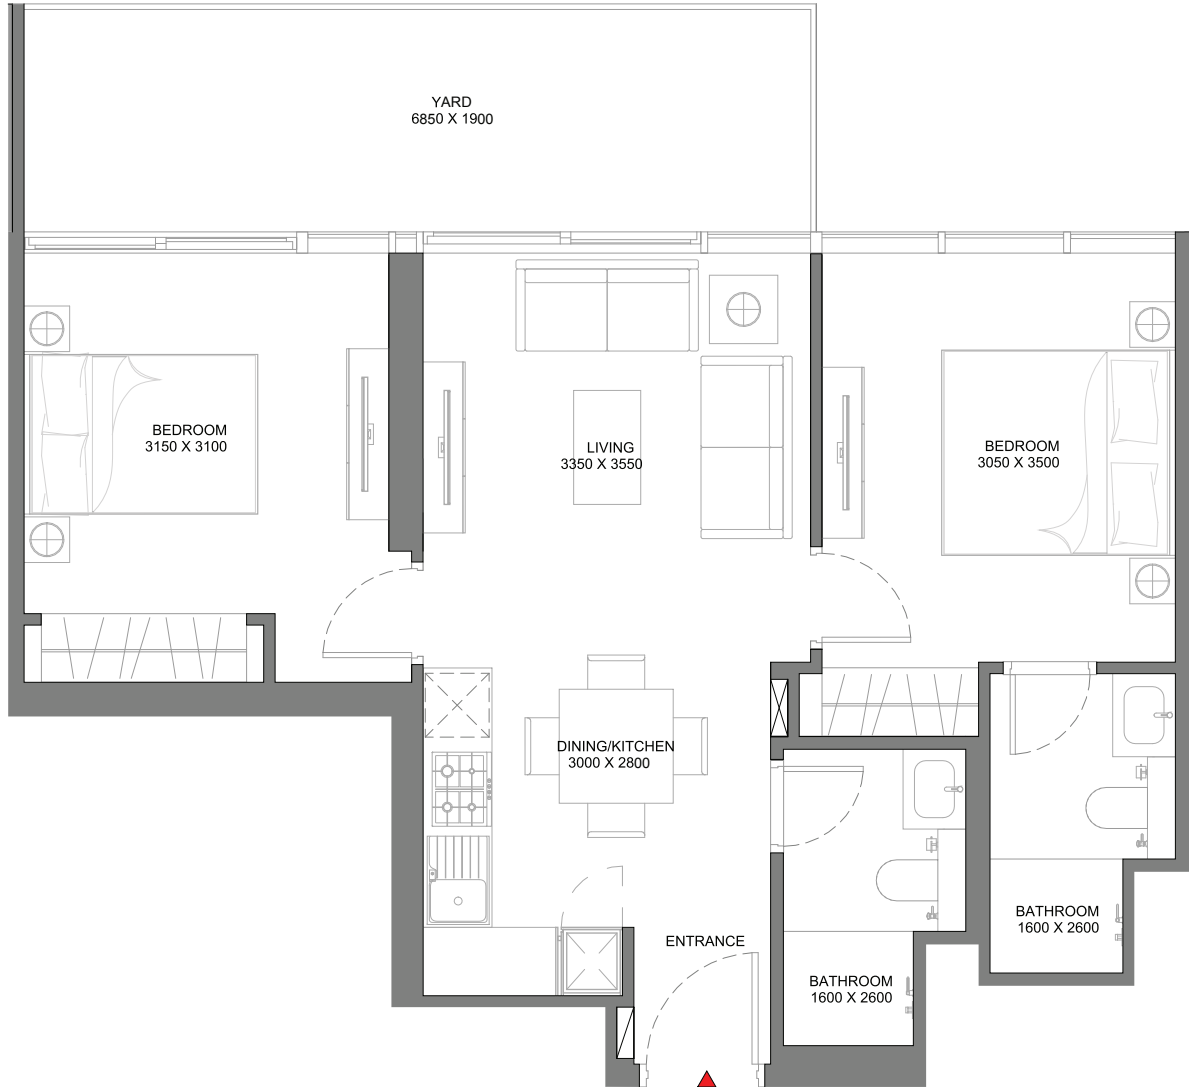 YARD
6850 X 1900
BEDROOM
3150 X 3100
LIVING
3350 X 3550
BEDROOM
3050 X 3500
DINING/KITCHEN
3000 X 2800
ENTRANCE
BATHROOM
1600 X 2600
BATHROOM
1600 X 2600